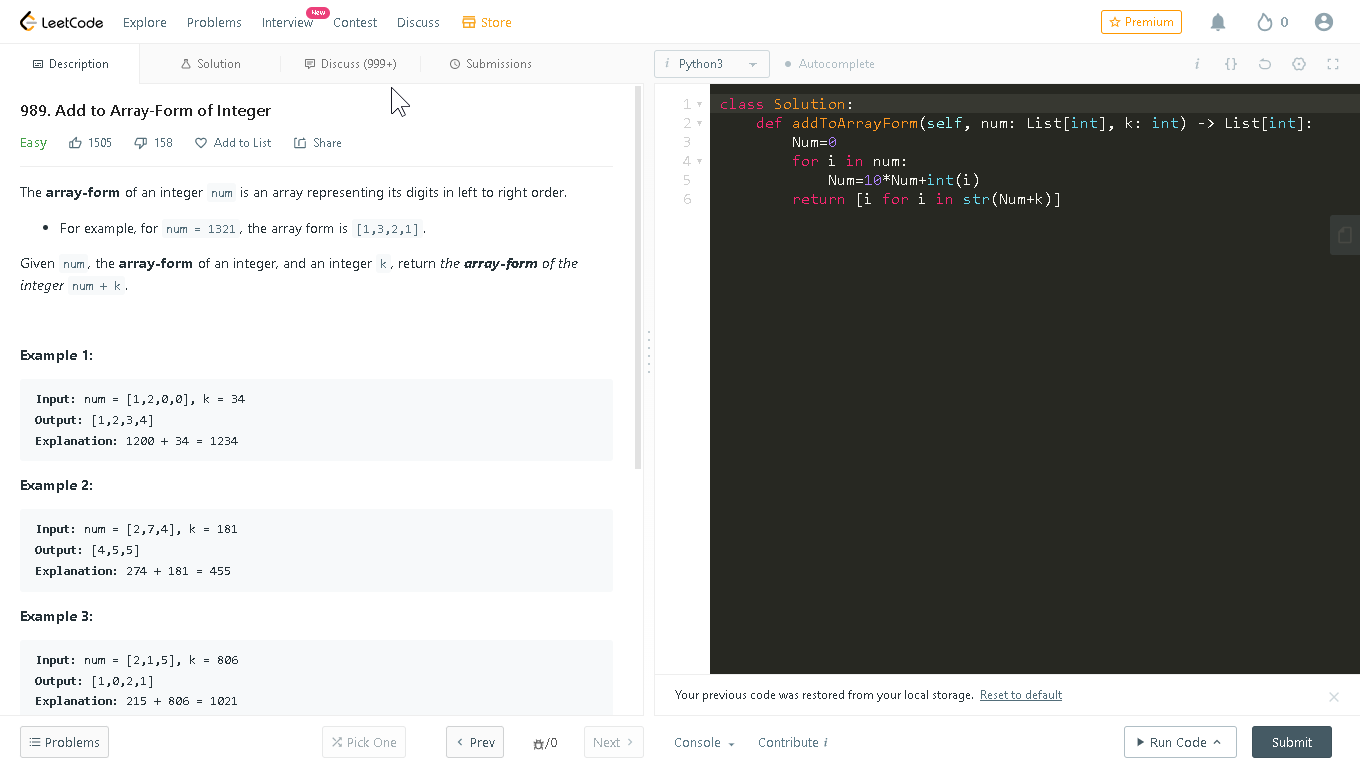 LeetCode Explore Problems Interview New Contest Discuss Store Premium 0
Description Solution Discuss (999+) Submissions
989. Add to Array-Form of Integer
Easy 1505 158 Add to List Share
The array-form of an integer num is an array representing its digits in left to right order.
• For example, for num = 1321, the array form is [1,3,2,1].
Given num, the array-form of an integer, and an integer k, return the array-form of the
integer num + k.
Example 1:
Input: num = [1,2,0,0], k = 34
Output: [1,2,3,4]
Explanation: 1200 + 34 = 1234
Example 2:
Input: num = [2,7,4], k = 181
Output: [4,5,5]
Explanation: 274 + 181 = 455
Example 3:
Input: num = [2,1,5], k = 806
Output: [1,0,2,1]
Explanation: 215 + 806 = 1021
Problems Pick One Prev /0 Next
i Python3 Autocomplete i {}
1 class Solution:
2 def addToArrayForm(self, num: List[int], k: int) -> List[int]:
3 Num=0
4 for i in num:
5 Num=10*Num+int(i)
6 return [i for i in str(Num+k)]
Your previous code was restored from your local storage. Reset to default
Console Contribute i Run Code Submit